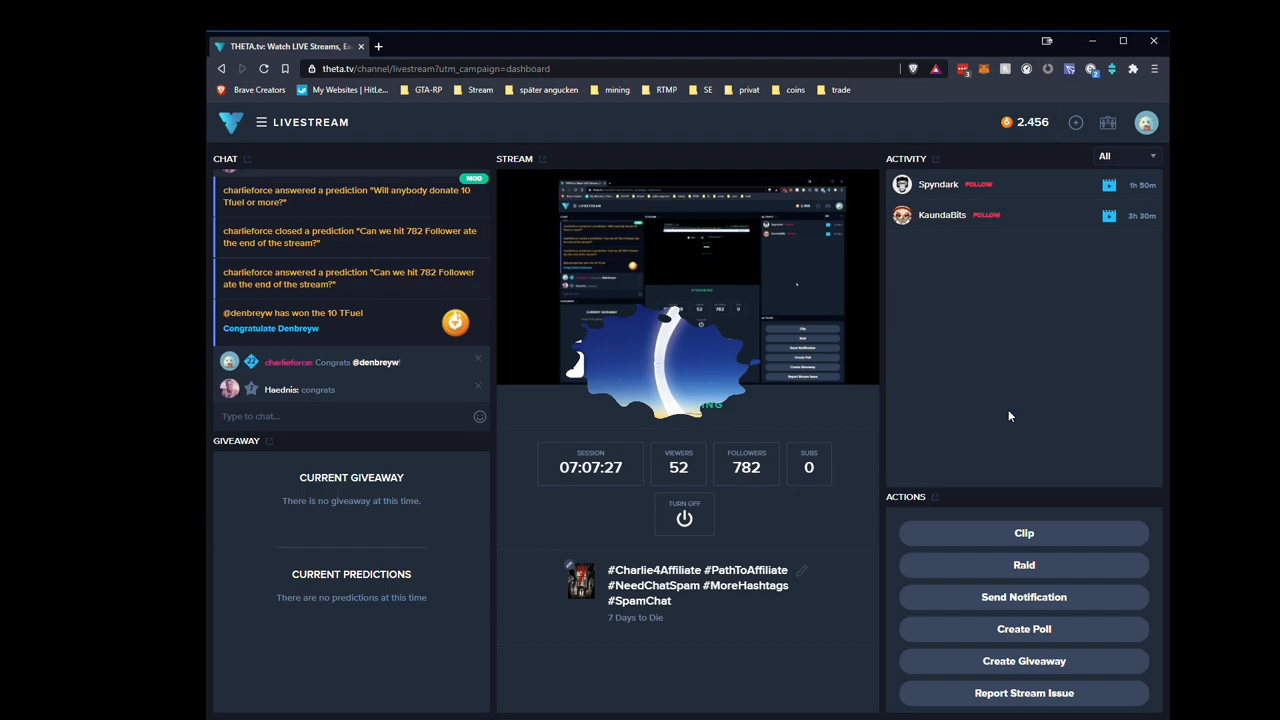 THETA.tv: Watch LIVE Streams, Ea
theta.tv/channel/livestream?utm_campaign=dashboard
3
2
Brave Creators
My Websites | HitLe...
GTA-RP
Stream
später angucken
mining
RTMP
SE
privat
coins
trade
LIVESTREAM
2.456
CHAT
MOD
charlieforce answered a prediction "Will anybody donate 10
Tfuel or more?"
charlieforce closed a prediction "Can we hit 782 Follower ate
the end of the stream?"
charlieforce answered a prediction "Can we hit 782 Follower
ate the end of the stream?"
@denbreyw has won the 10 TFuel
Congratulate Denbreyw
22
charlieforce: Congrats @denbreyw!
7
Haednis: congrats
Type to chat...
GIVEAWAY
CURRENT GIVEAWAY
There is no giveaway at this time.
CURRENT PREDICTIONS
There are no predictions at this time
STREAM
SESSION
07:07:27
VIEWERS
52
FOLLOWERS
782
SUBS
0
TURN OFF
#Charlie4Affiliate #PathToAffiliate
#NeedChatSpam #MoreHashtags
#SpamChat
7 Days to Die
ACTIVITY
All
Spyndark FOLLOW
1h 50m
KaundaBits FOLLOW
3h 30m
ACTIONS
Clip
Raid
Send Notification
Create Poll
Create Giveaway
Report Stream Issue